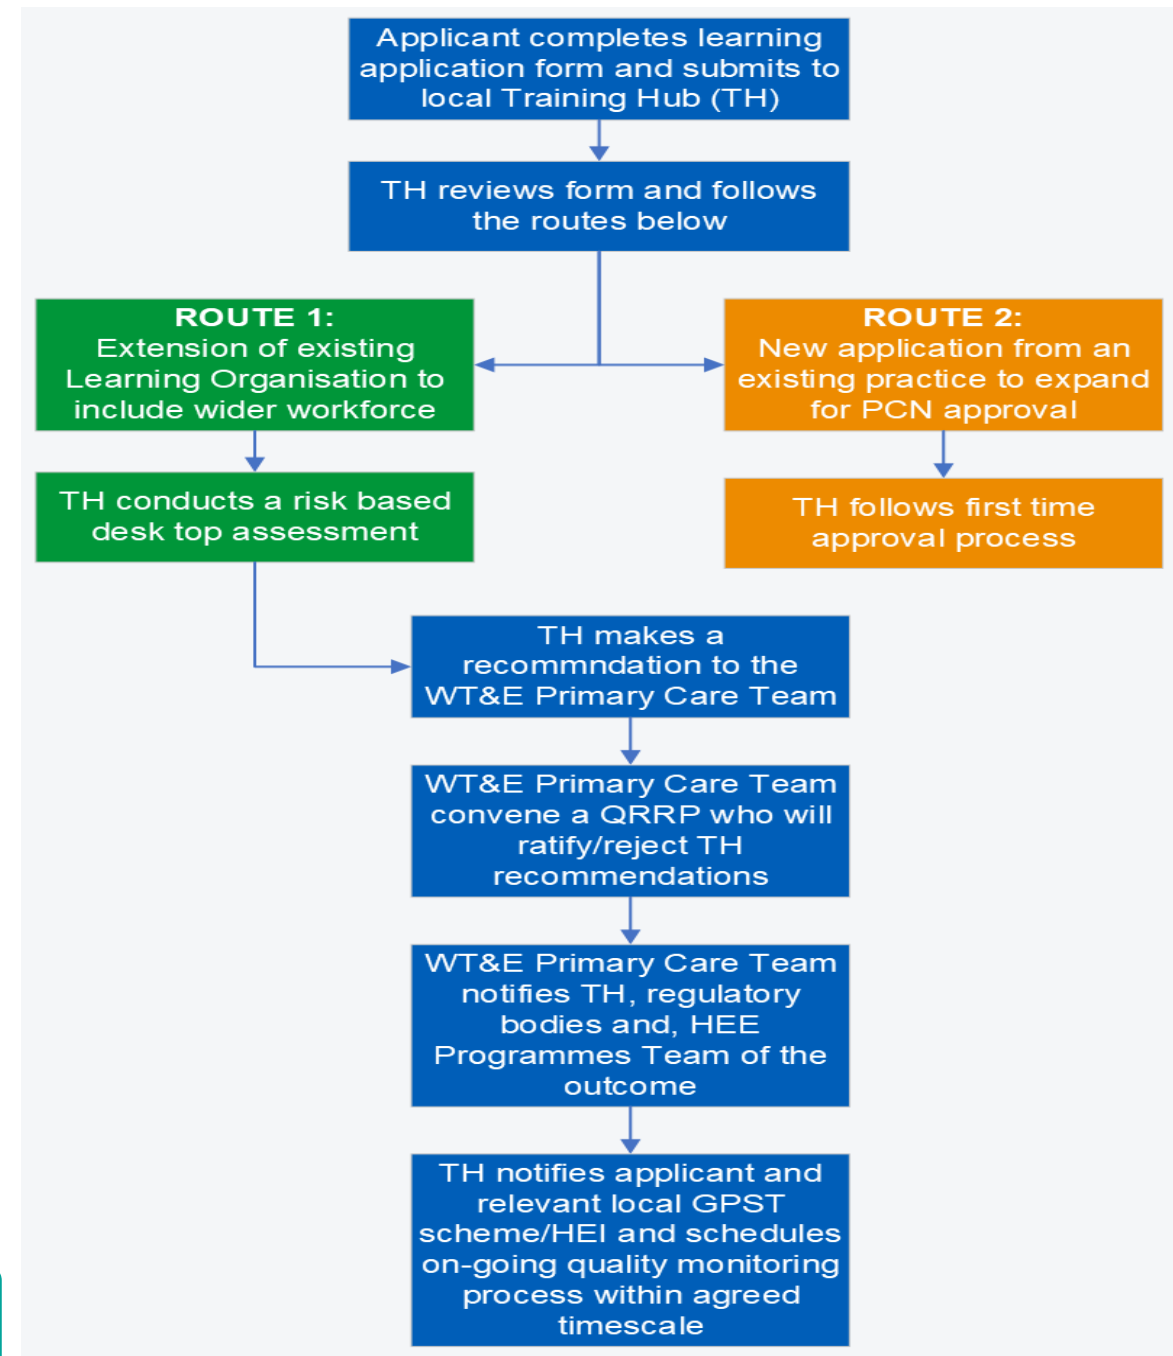 Applicant completes learning
application form and submits to
local Training Hub (TH)
TH reviews form and follows
the routes below
ROUTE 1:
Extension of existing
Learning Organisation to
include wider workforce
ROUTE 2:
New application from an
existing practice to expand
for PCN approval
TH conducts a risk based
desk top assessment
TH follows first time
approval process
TH makes a
recommndation to the
WT&E Primary Care Team
WT&E Primary Care Team
convene a QRRP who will
ratify/reject TH
recommendations
WT&E Primary Care Team
notifies TH, regulatory
bodies and, HEE
Programmes Team of the
outcome
TH notifies applicant and
relevant local GPST
scheme/HEI and schedules
on-going quality monitoring
process within agreed
timescale